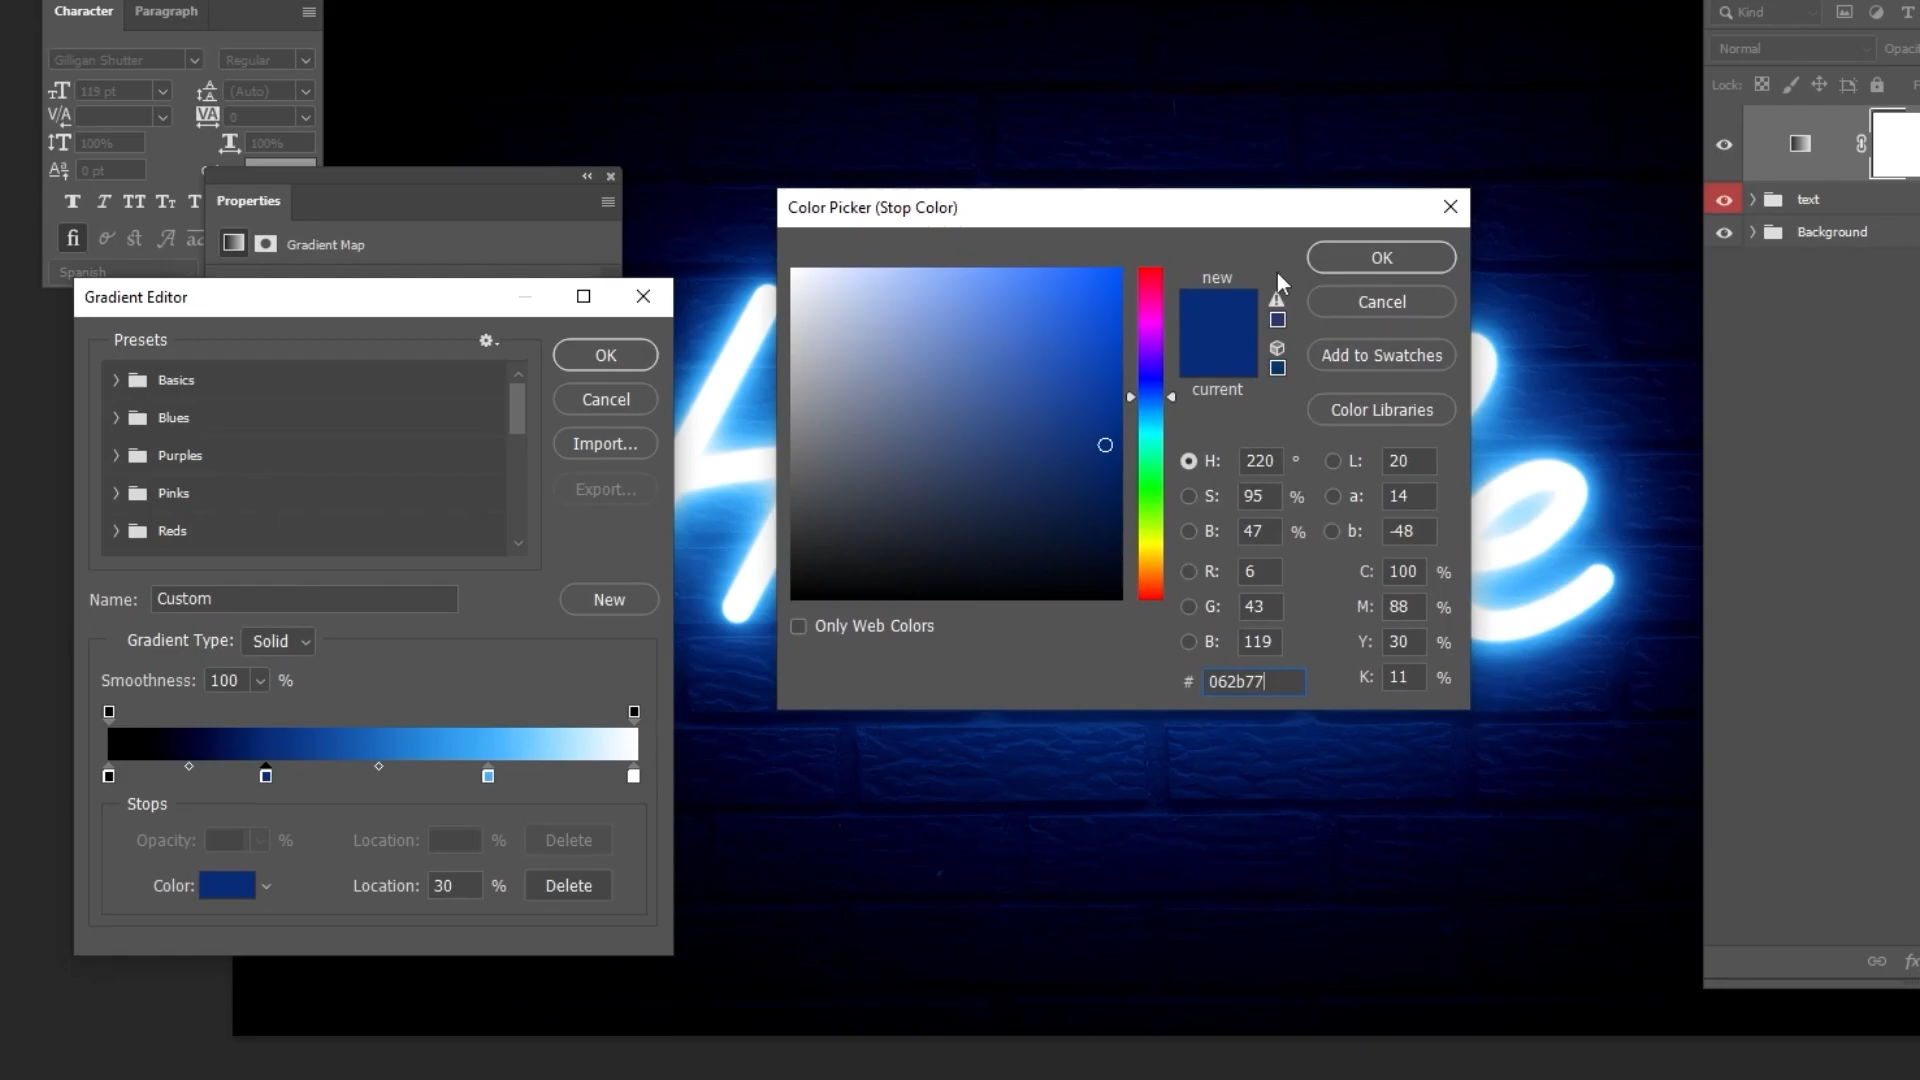 Character Paragraph
Gilligan Shutter Regular
119 pt (Auto)
0
100% 100%
0 pt
Spanish
Properties
Gradient Map
Gradient Editor
Presets
Basics
Blues
Purples
Pinks
Reds
OK
Cancel
Import...
Export...
Name: Custom
New
Gradient Type: Solid
Smoothness: 100 %
Stops
Opacity: % Location: % Delete
Color: Location: 30 % Delete
Color Picker (Stop Color)
new
current
OK
Cancel
Add to Swatches
Color Libraries
H: 220 ° L: 20
S: 95 % a: 14
B: 47 % b: -48
R: 6 C: 100 %
G: 43 M: 88 %
B: 119 Y: 30 %
# 062b77 K: 11 %
Only Web Colors
Kind
Normal Opaci
Lock: F
text
Background
fx